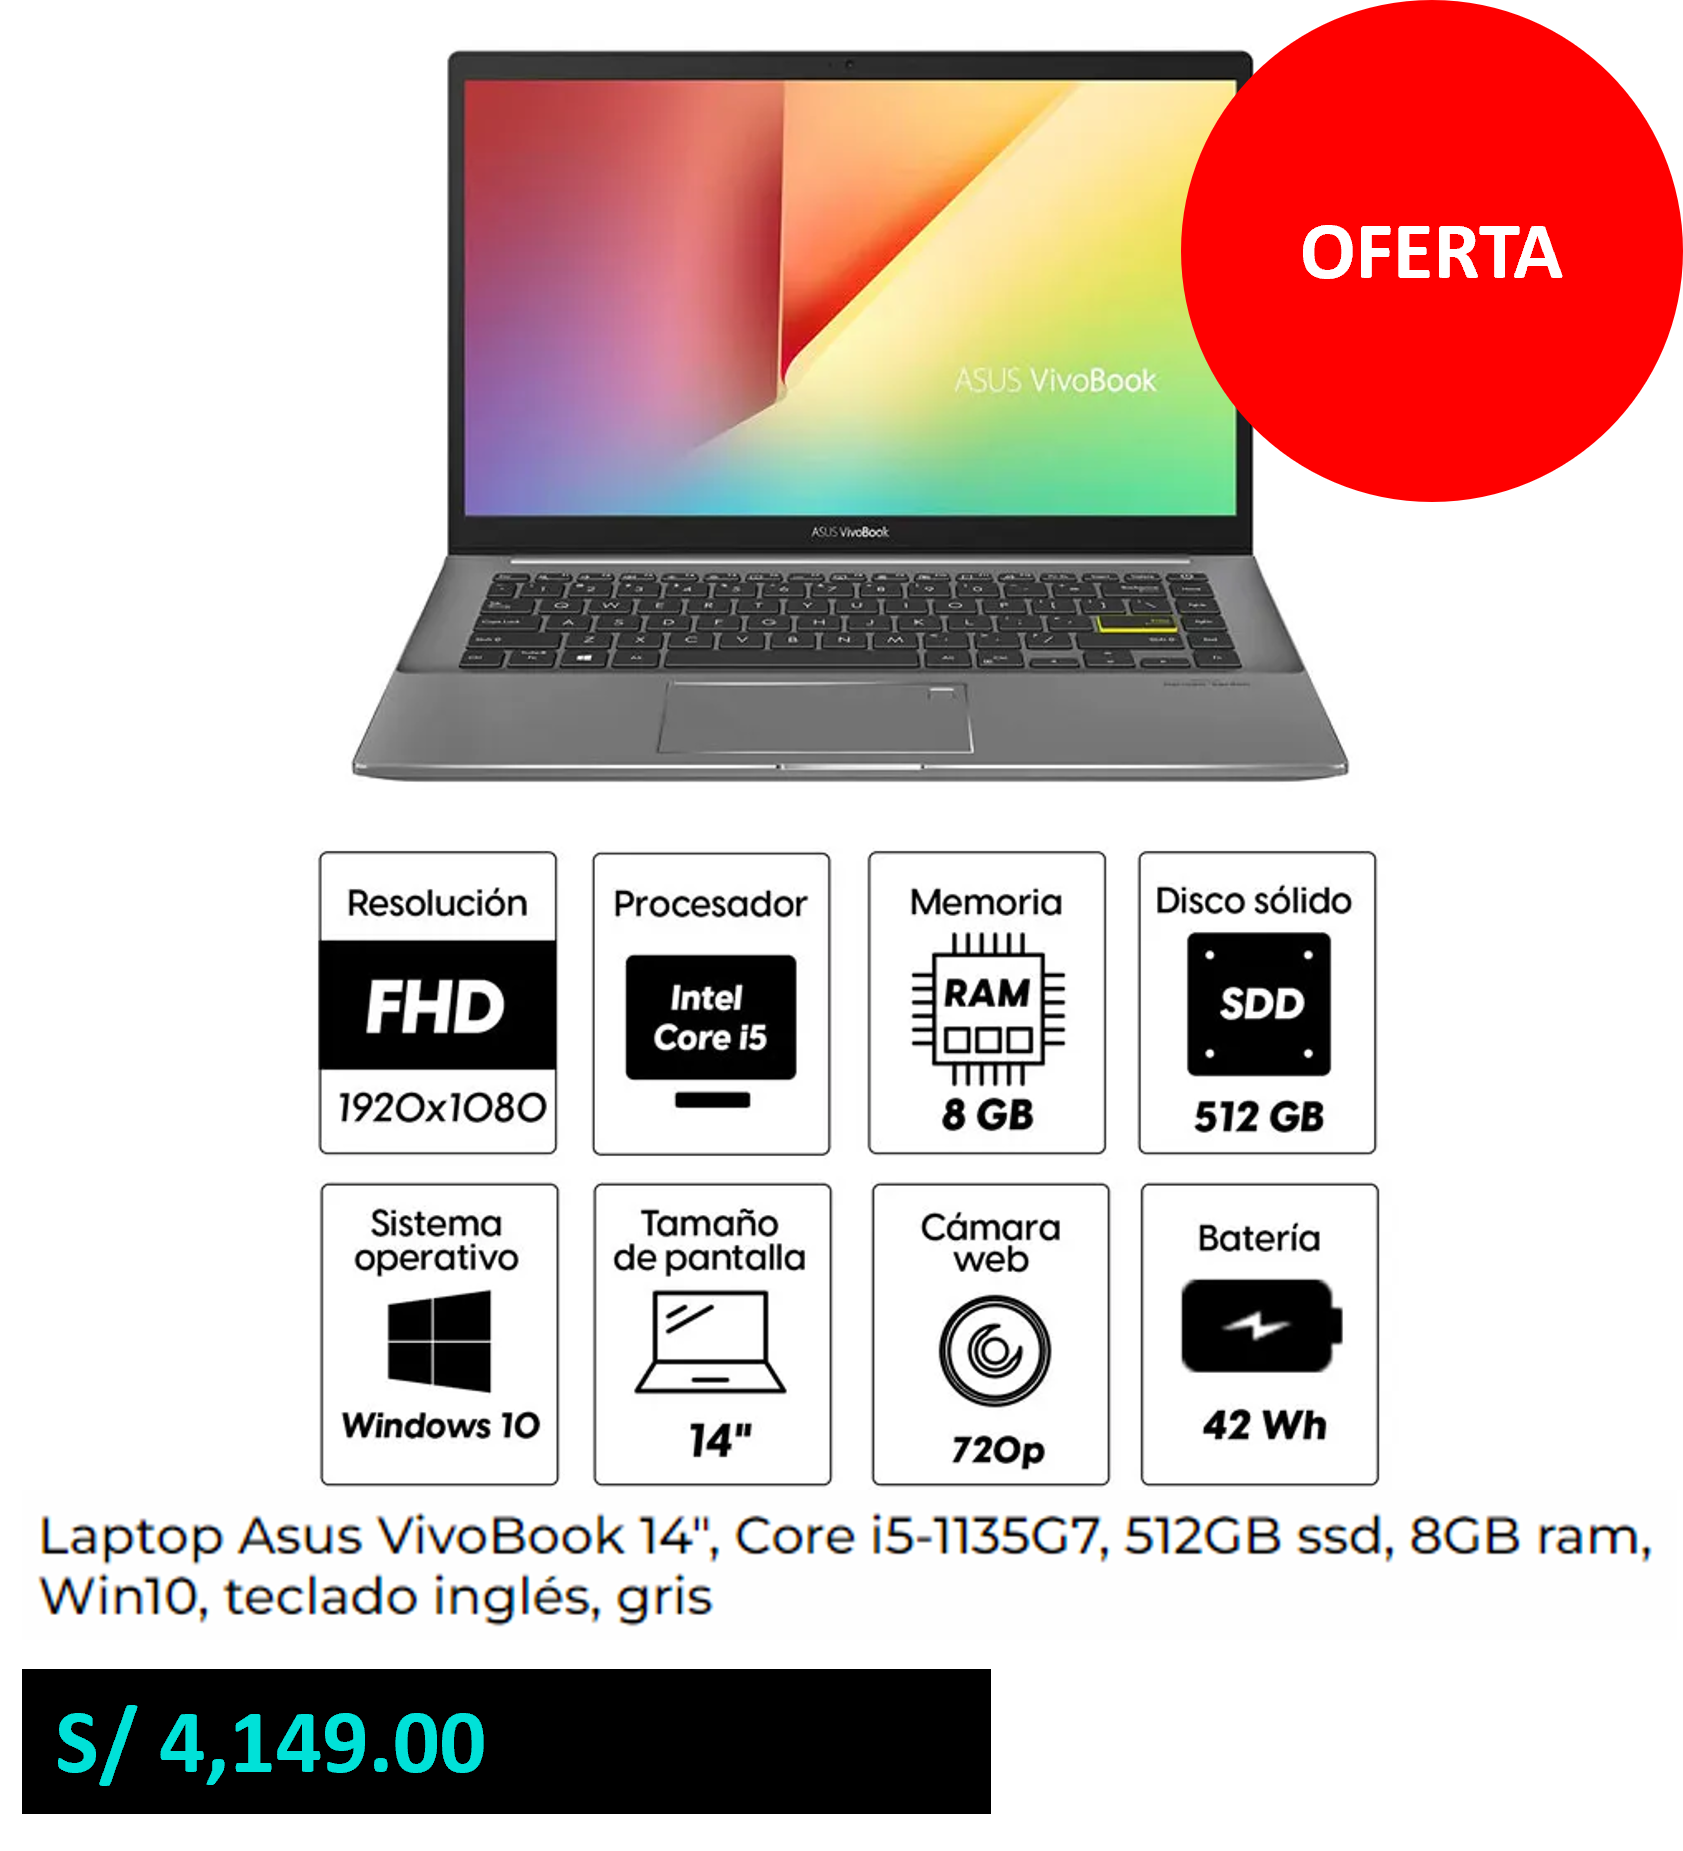 OFERTA
ASUS VivoBook
ASUS VivoBook
Resolución
FHD
1920x1080
Procesador
Intel
Core i5
Memoria
RAM
8 GB
Disco sólido
SDD
512 GB
Sistema
operativo
Windows 10
Tamaño
de pantalla
14"
Cámara
web
720p
Batería
42 Wh
Laptop Asus VivoBook 14", Core i5-1135G7, 512GB ssd, 8GB ram,
Win10, teclado inglés, gris
S/ 4,149.00